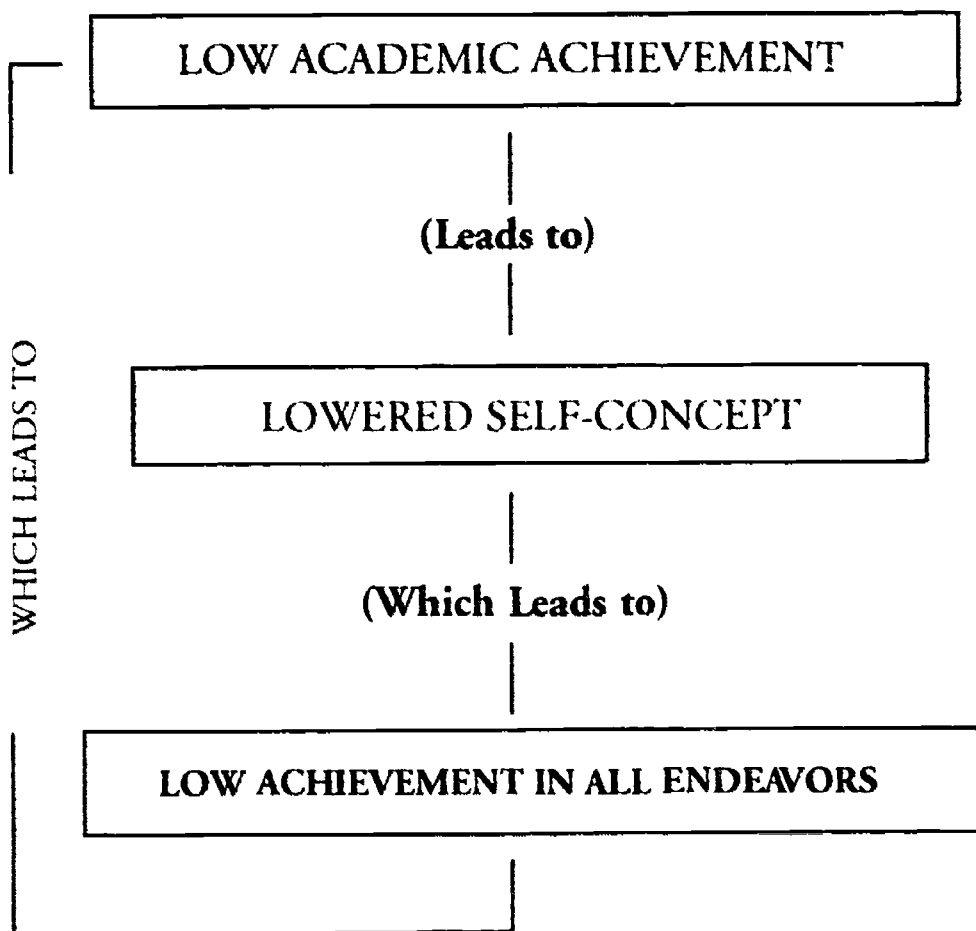 LOW ACADEMIC ACHIEVEMENT
(Leads to)
WHICH LEADS TO
LOWERED SELF-CONCEPT
(Which Leads to)
LOW ACHIEVEMENT IN ALL ENDEAVORS